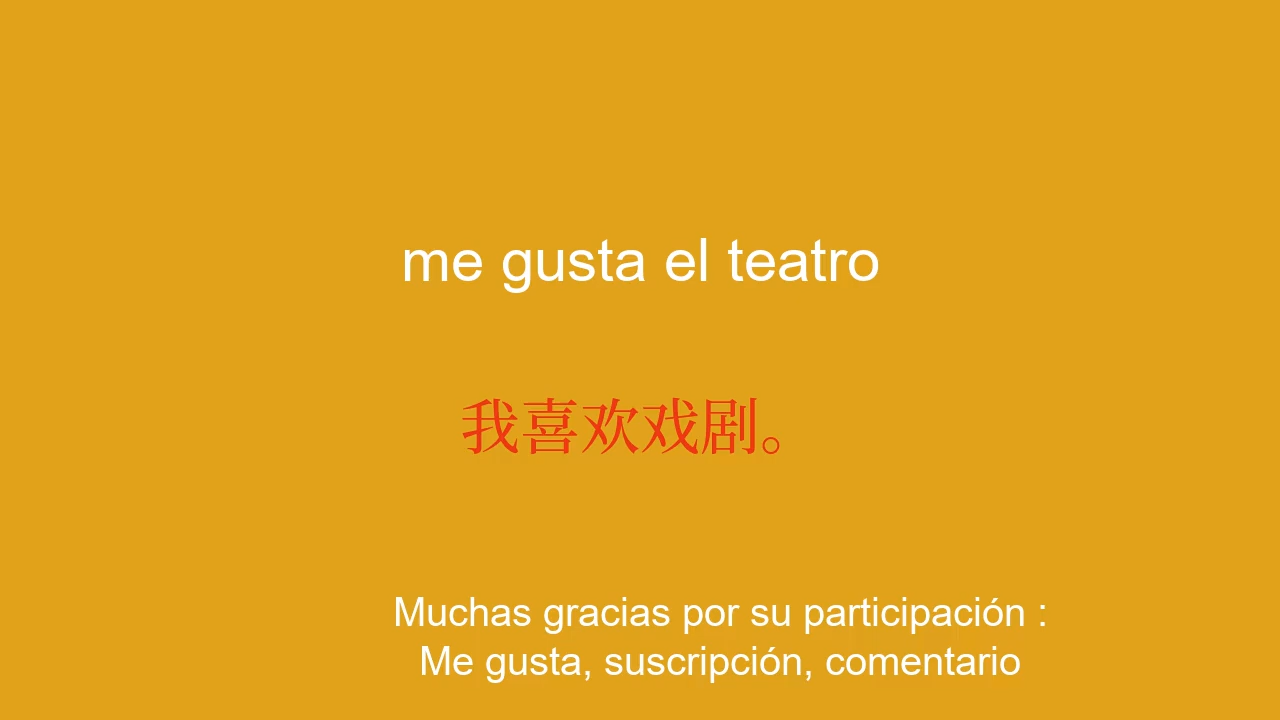 me gusta el teatro
我喜欢戏剧。
Muchas gracias por su participación :
Me gusta, suscripción, comentario